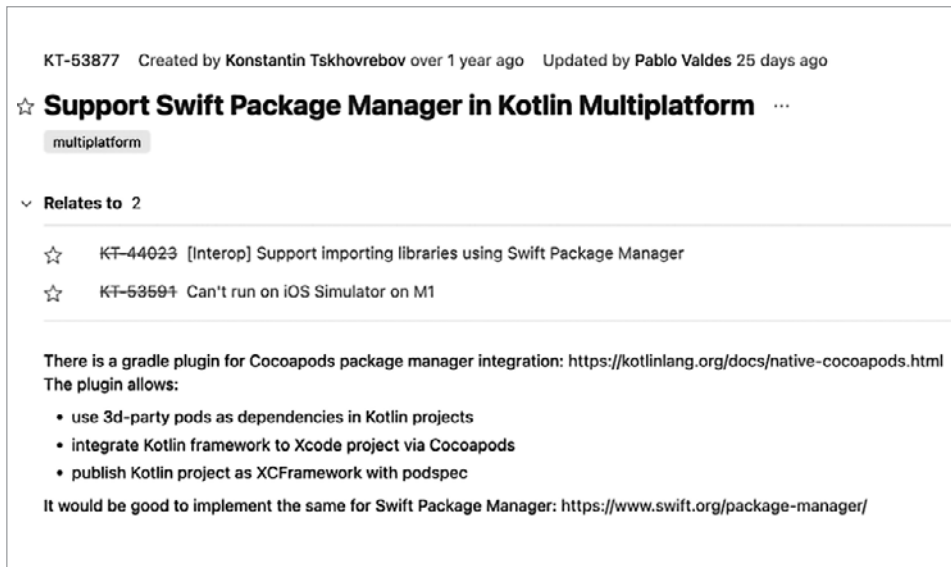 KT-53877 Created by Konstantin Tskhovrebov over 1 year ago Updated by Pablo Valdes 25 days ago
Support Swift Package Manager in Kotlin Multiplatform ...
multiplatform
Relates to 2
KT-44023 [Interop] Support importing libraries using Swift Package Manager
KT-53591 Can't run on iOS Simulator on M1
There is a gradle plugin for Cocoapods package manager integration: https://kotlinlang.org/docs/native-cocoapods.html
The plugin allows:
• use 3d-party pods as dependencies in Kotlin projects
• integrate Kotlin framework to Xcode project via Cocoapods
• publish Kotlin project as XCFramework with podspec
It would be good to implement the same for Swift Package Manager: https://www.swift.org/package-manager/